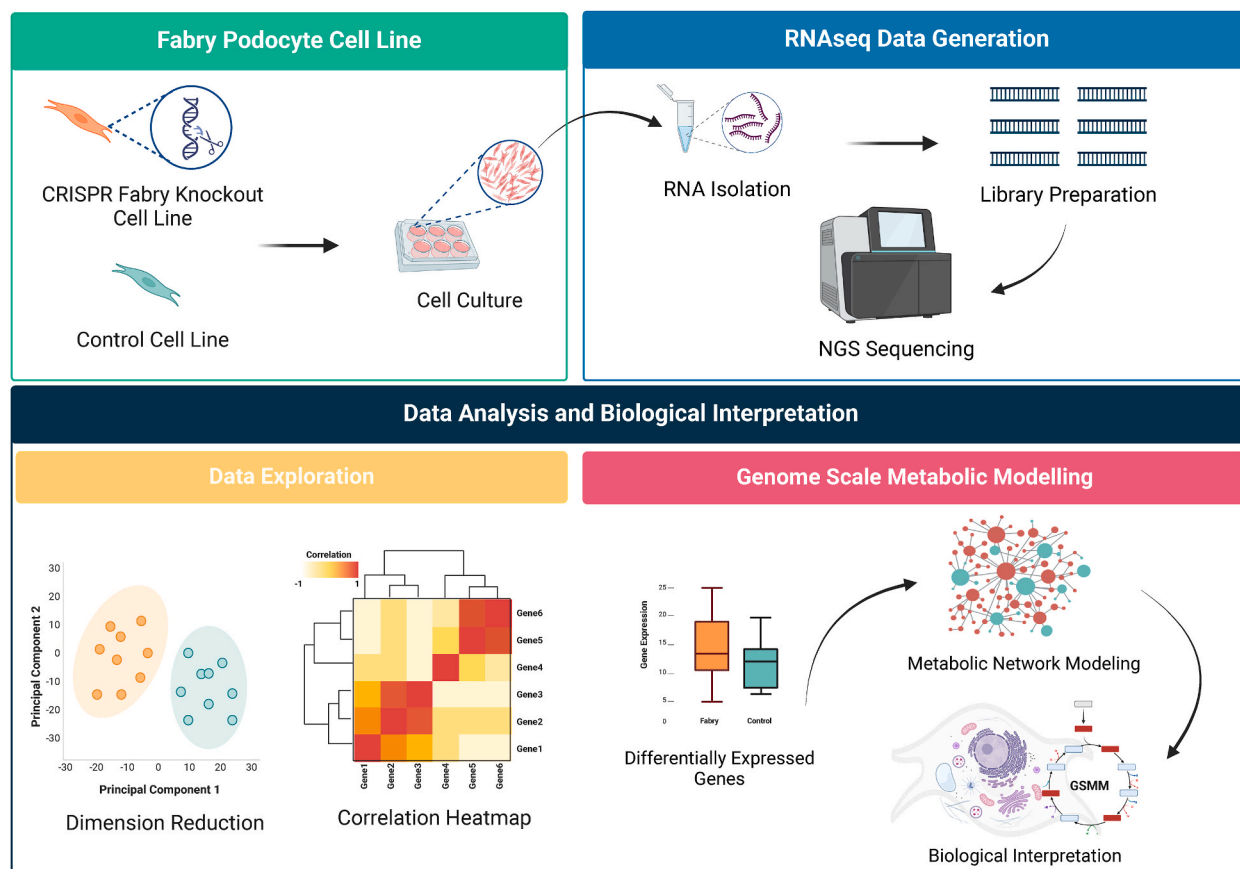 Fabry Podocyte Cell Line
CRISPR Fabry Knockout
Cell Line
Control Cell Line
Cell Culture
RNAseq Data Generation
RNA Isolation
Library Preparation
NGS Sequencing
Data Analysis and Biological Interpretation
Data Exploration
Principal Component 2
30
20
10
0
-10
-20
-30
-30 -20 -10 0 10 20 30
Principal Component 1
Dimension Reduction
Correlation
-1 1
Gene6
Gene5
Gene4
Gene3
Gene2
Gene1
Gene1 Gene2 Gene3 Gene4 Gene5 Gene6
Correlation Heatmap
Genome Scale Metabolic Modelling
Gene Expression
25
20
15
10
5
0
Fabry Control
Differentially Expressed
Genes
Metabolic Network Modeling
GSMM
Biological Interpretation